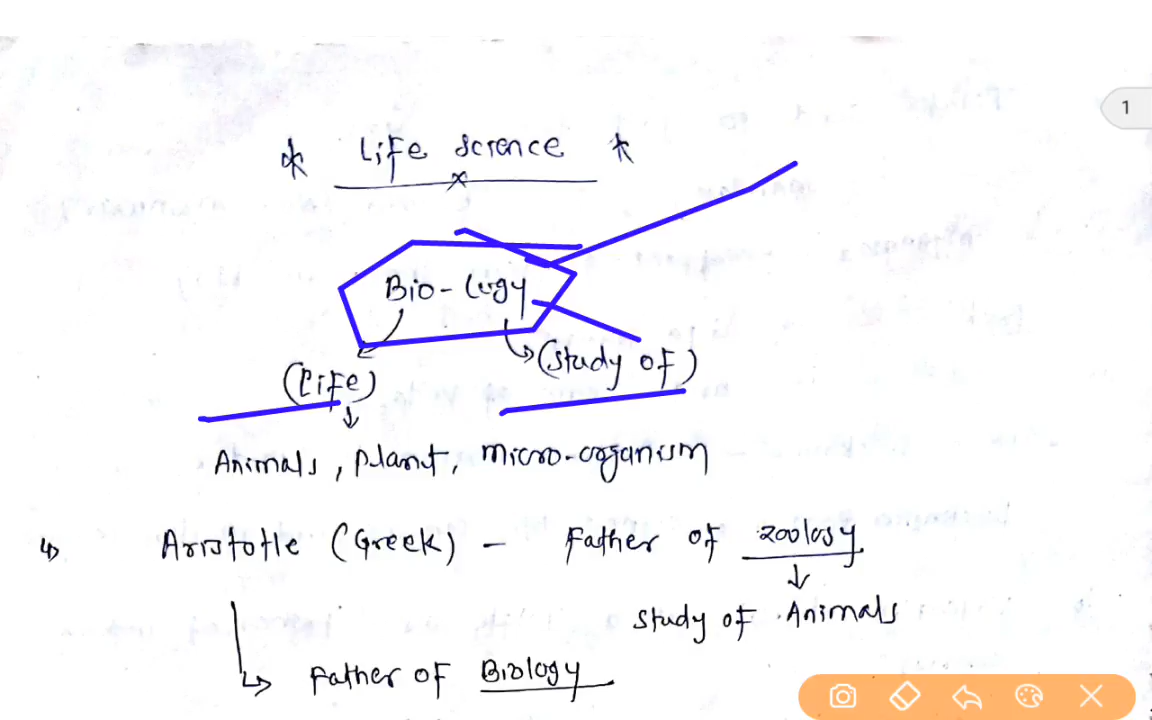 * Life science *
1
Bio - Logy
(Life) (study of)
Animals, plant, micro-organism
Aristotle (Greek) - Father of Zoology
study of Animals
Father of Biology